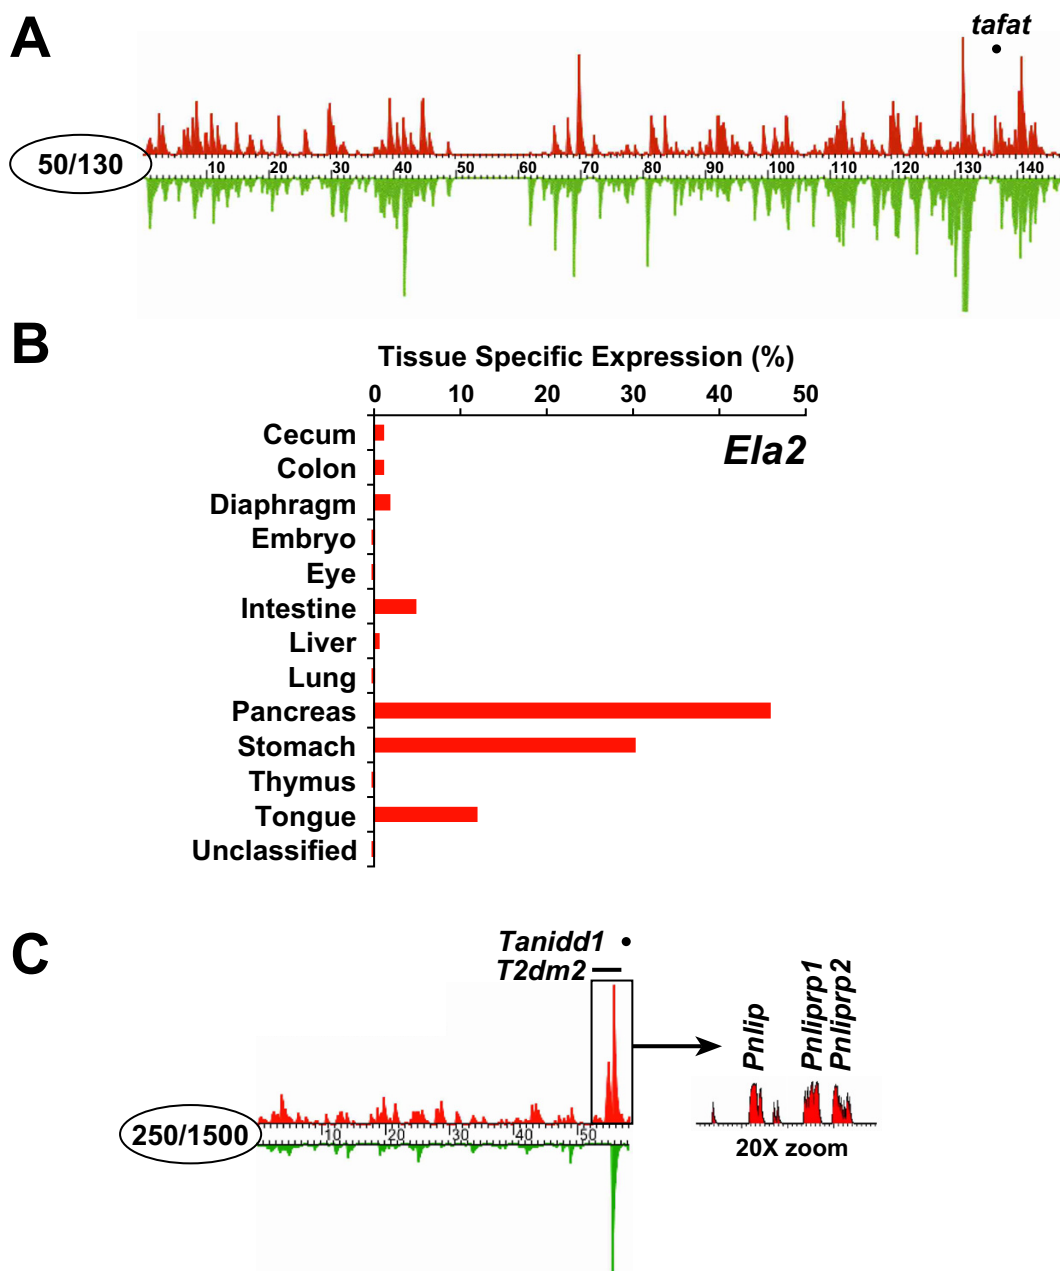 A
tafat
50/130
10 20 30 40 50 60 70 80 90 100 110 120 130 140
B
Tissue Specific Expression (%)
0 10 20 30 40 50
Ela2
Cecum
Colon
Diaphragm
Embryo
Eye
Intestine
Liver
Lung
Pancreas
Stomach
Thymus
Tongue
Unclassified
C
Tanidd1
T2dm2
Pnlip
Pnliprp1
Pnliprp2
250/1500
10 20 30 40 50
20X zoom